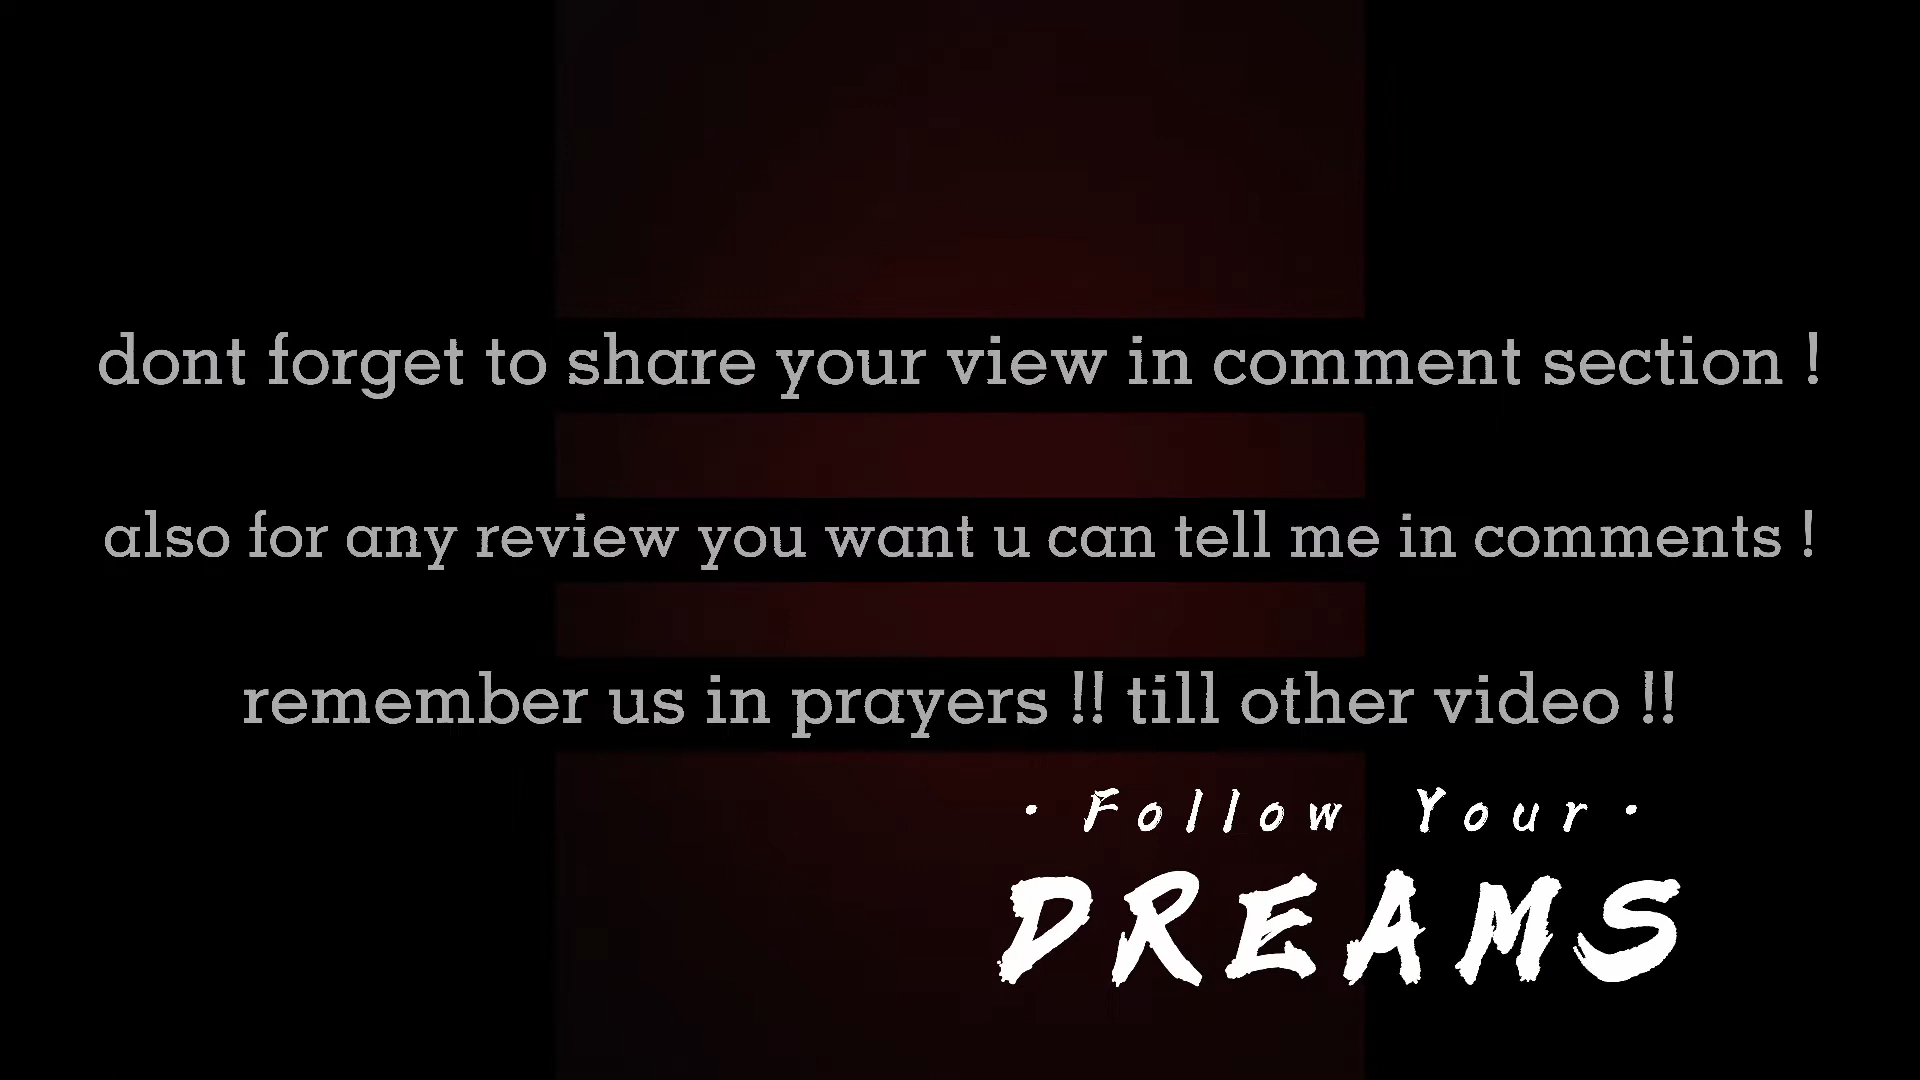 dont forget to share your view in comment section !
also for any review you want u can tell me in comments !
remember us in prayers !! till other video !!
· Follow Your ·
DREAMS